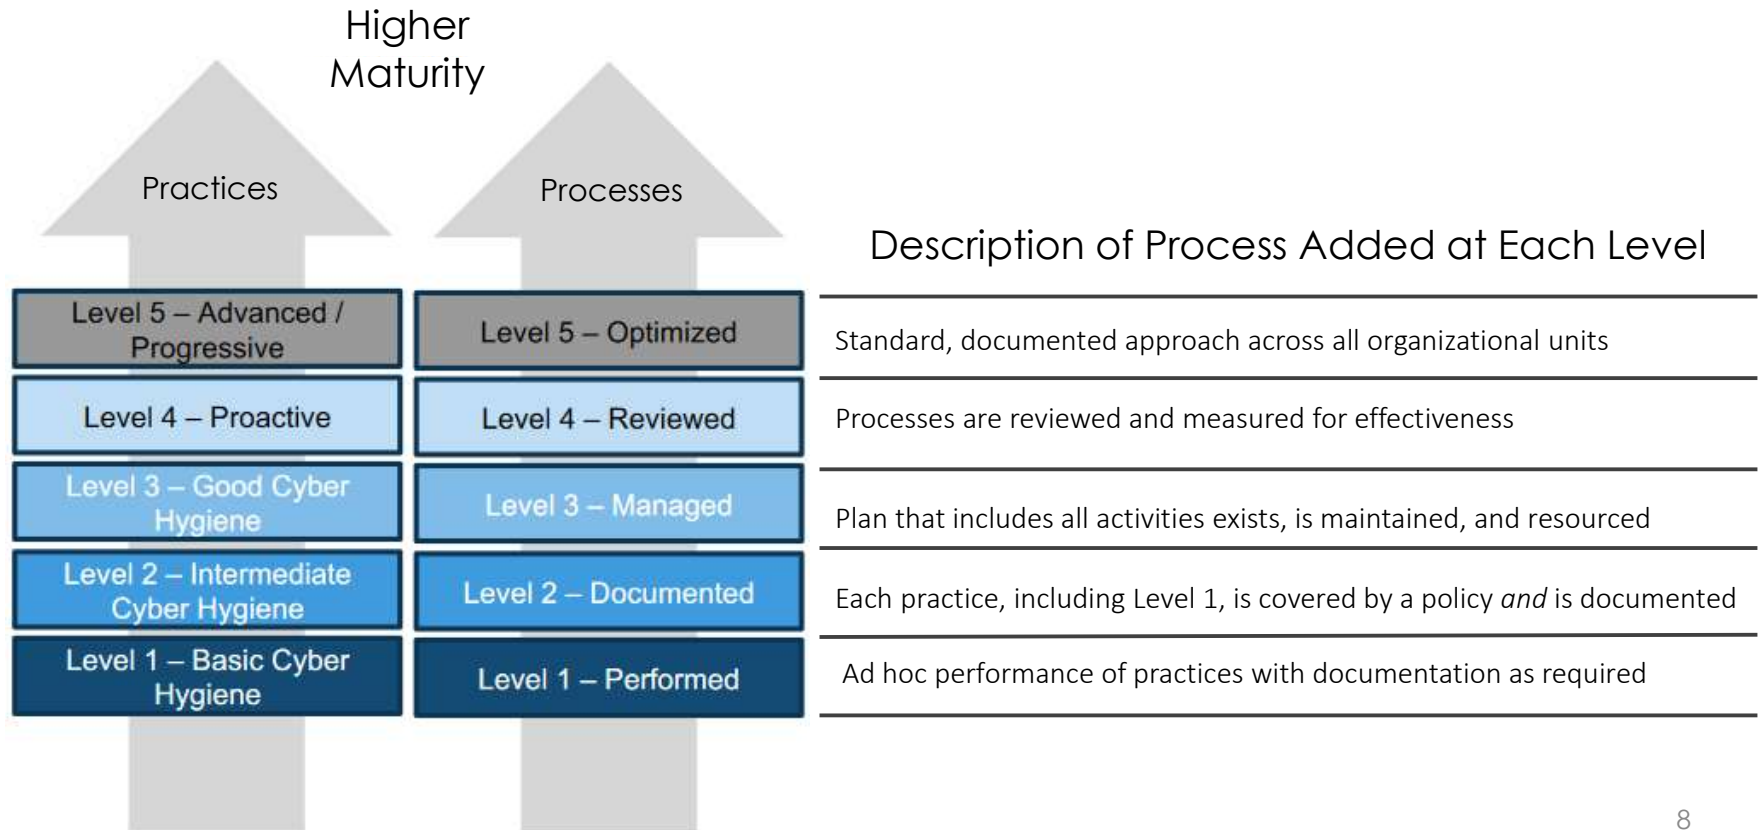 Higher
Maturity
Practices
Processes
Description of Process Added at Each Level
Level 5 – Advanced /
Progressive
Level 5 – Optimized
Standard, documented approach across all organizational units
Level 4 – Proactive
Level 4 – Reviewed
Processes are reviewed and measured for effectiveness
Level 3 – Good Cyber
Hygiene
Level 3 – Managed
Plan that includes all activities exists, is maintained, and resourced
Level 2 – Intermediate
Cyber Hygiene
Level 2 – Documented
Each practice, including Level 1, is covered by a policy and is documented
Level 1 – Basic Cyber
Hygiene
Level 1 – Performed
Ad hoc performance of practices with documentation as required
8